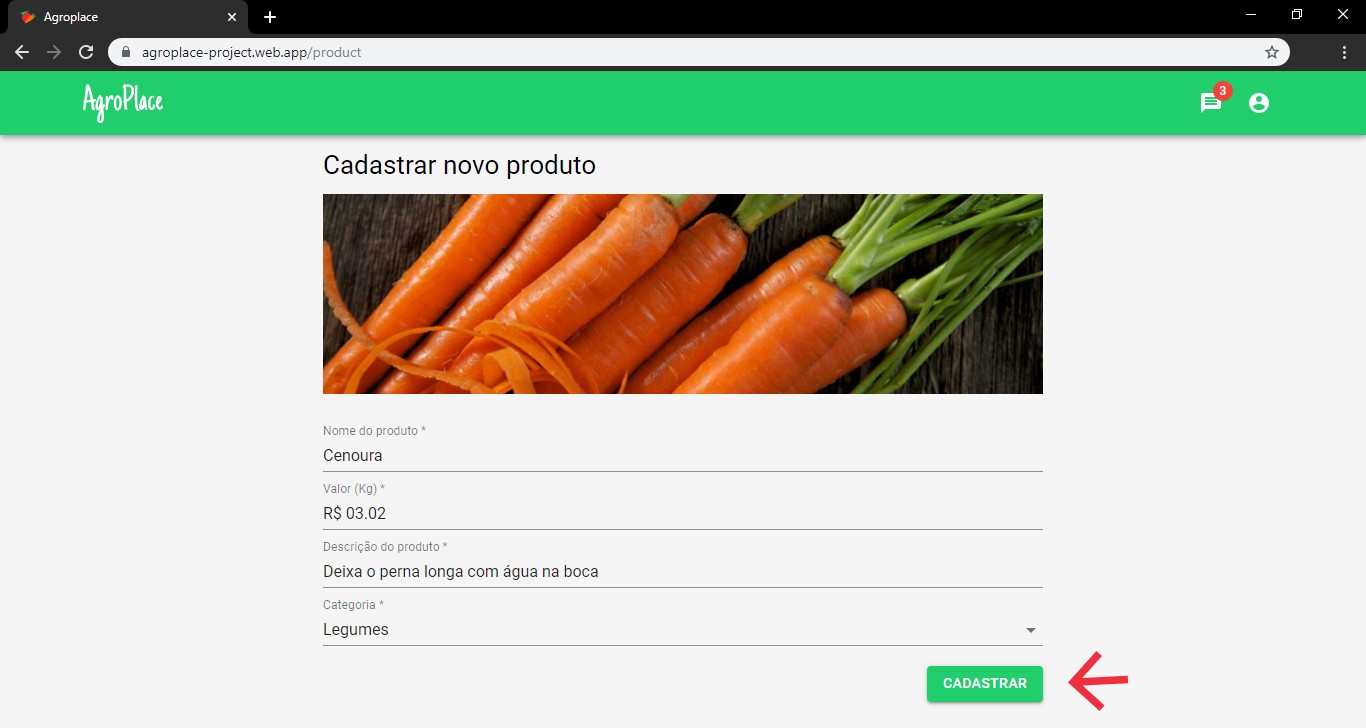 Agroplace
agroplace-project.web.app/product
AgroPlace
3
Cadastrar novo produto
Nome do produto *
Cenoura
Valor (Kg) *
R$ 03.02
Descrição do produto *
Deixa o perna longa com água na boca
Categoria *
Legumes
CADASTRAR